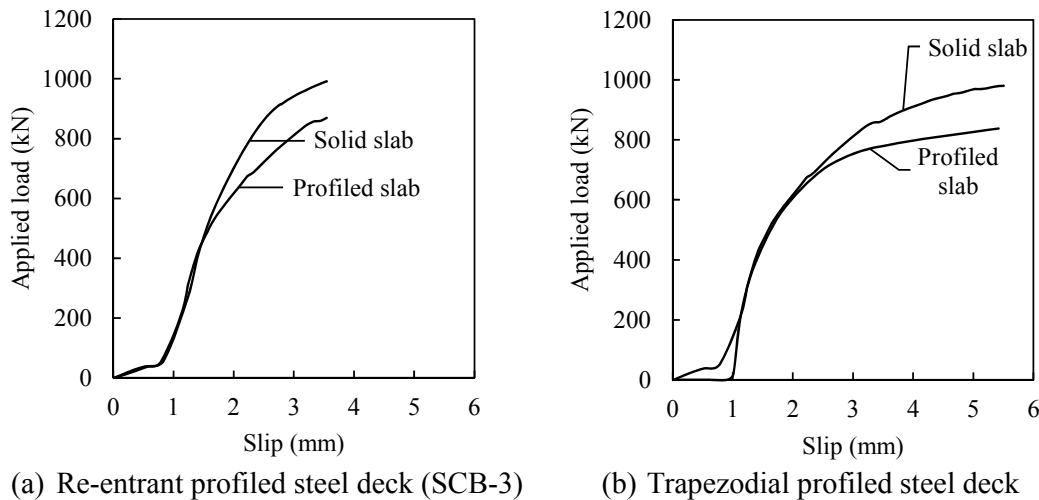 1200
1000
800
600
400
200
0
Applied load (kN)
Solid slab
Profiled slab
0 1 2 3 4 5 6
Slip (mm)
(a) Re-entrant profiled steel deck (SCB-3)
1200
1000
800
600
400
200
0
Applied load (kN)
Solid slab
Profiled
slab
0 1 2 3 4 5 6
Slip (mm)
(b) Trapezodial profiled steel deck